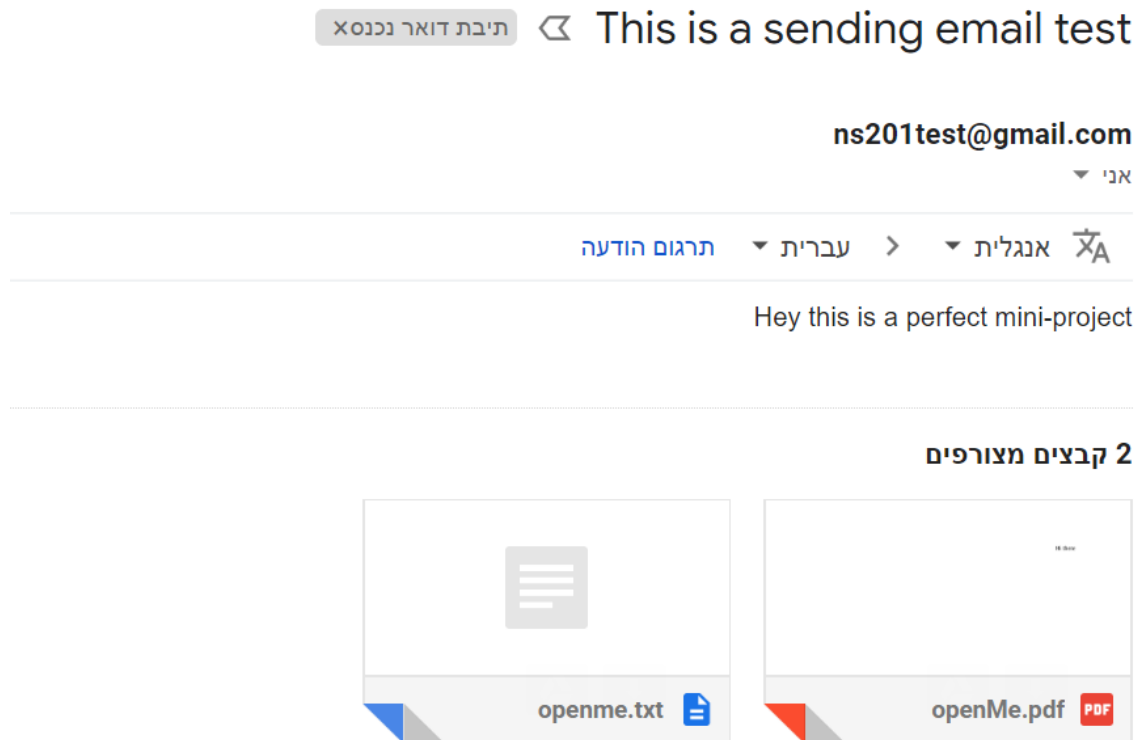 This is a sending email test תיבת דואר נכנס×
ns201test@gmail.com
אני
אנגלית עברית תרגום הודעה
Hey this is a perfect mini-project
2 קבצים מצורפים
PDF openMe.pdf openme.txt